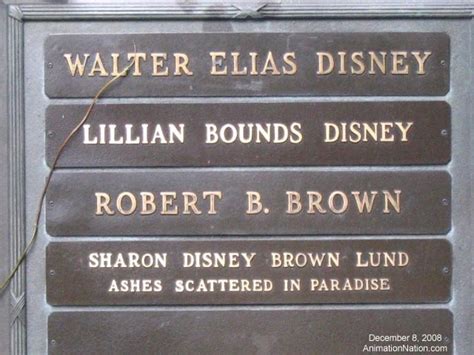 WALTER ELIAS DISNEY
LILLIAN BOUNDS DISNEY
ROBERT B. BROWN
SHARON DISNEY BROWN LUND
ASHES SCATTERED IN PARADISE
December 8, 2008
AnimationNation.com